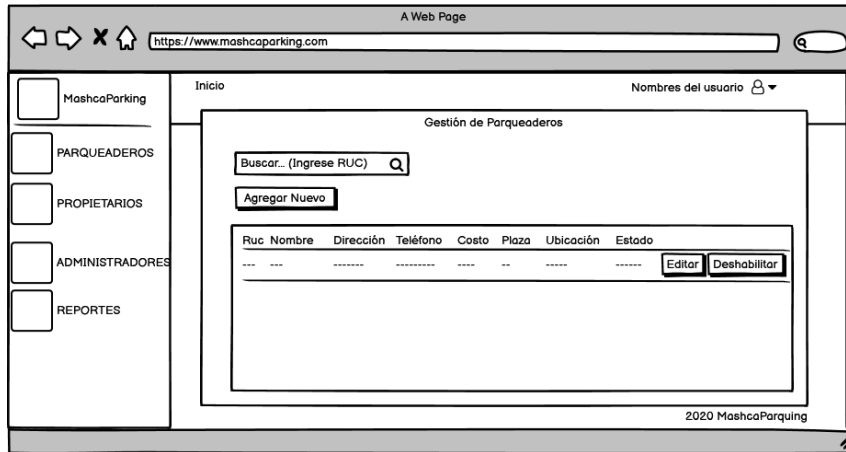 A Web Page
https://www.mashcaparking.com
MashcaParking
Inicio
Nombres del usuario
PARQUEADEROS
PROPIETARIOS
ADMINISTRADORES
REPORTES
Gestión de Parqueaderos
Buscar... (Ingrese RUC)
Agregar Nuevo
Ruc Nombre Dirección Teléfono Costo Plaza Ubicación Estado
--- --- ------- --------- ---- -- ----- ------ Editar Deshabilitar
2020 MashcaParquing